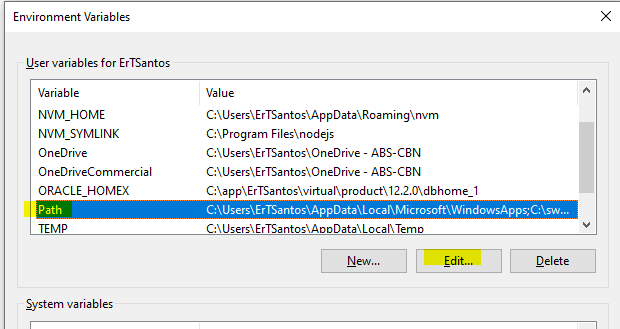 Environment Variables
User variables for ErTSantos
Variable Value
NVM_HOME C:\Users\ErTSantos\AppData\Roaming\nvm
NVM_SYMLINK C:\Program Files\nodejs
OneDrive C:\Users\ErTSantos\OneDrive - ABS-CBN
OneDriveCommercial C:\Users\ErTSantos\OneDrive - ABS-CBN
ORACLE_HOMEX C:\app\ErTSantos\virtual\product\12.2.0\dbhome_1
Path C:\Users\ErTSantos\AppData\Local\Microsoft\WindowsApps;C:\sw...
TEMP C:\Users\ErTSantos\AppData\Local\Temp
New... Edit... Delete
System variables